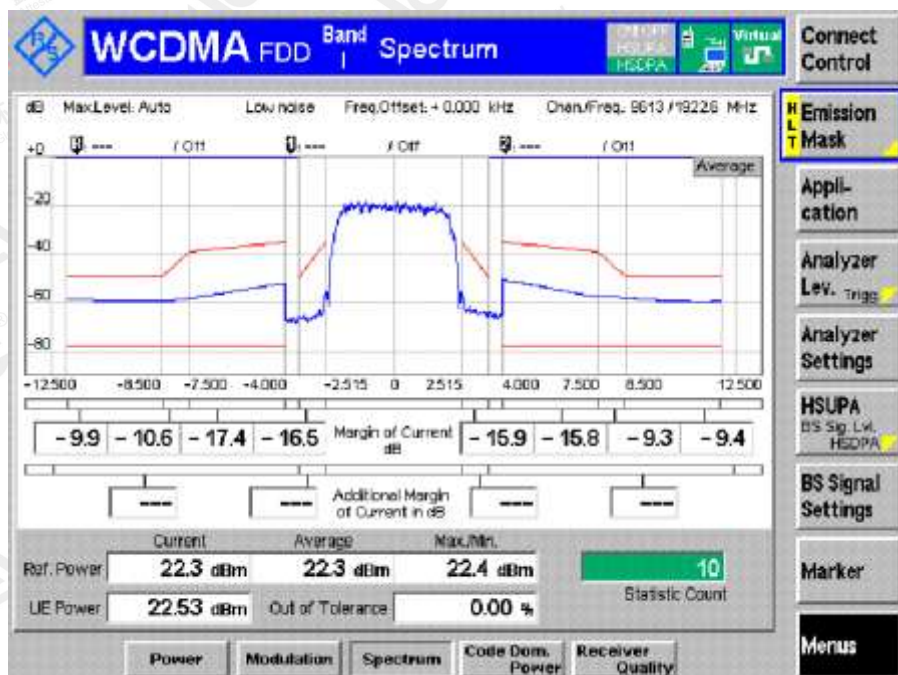 WCDMA FDD Band I Spectrum
HSUPA
HSDPA
Virtual
Connect Control
dB Max.Level: Auto Low noise Freq.Offset: + 0.000 kHz Chan./Freq.: 9613 / 1922.6 MHz
HLT
Emission Mask
+0 --- / Off 1: --- / Off 2: --- / Off
Average
-20
-40
-60
-80
-12.500 -8.500 -7.500 -4.000 -2.515 0 2.515 4.000 7.500 8.500 12.500
Appli-
cation
Analyzer
Lev. Trigg
Analyzer
Settings
-9.9 -10.6 -17.4 -16.5 Margin of Current dB -15.9 -15.8 -9.3 -9.4
HSUPA
BS Sig. Lvl.
HSDPA
--- --- Additional Margin of Current in dB --- ---
BS Signal
Settings
Current Average Max./Min.
Ref. Power 22.3 dBm 22.3 dBm 22.4 dBm
10
Statistic Count
UE Power 22.53 dBm Out of Tolerance 0.00 %
Marker
Menus
Power Modulation Spectrum Code Dom. Power Receiver Quality